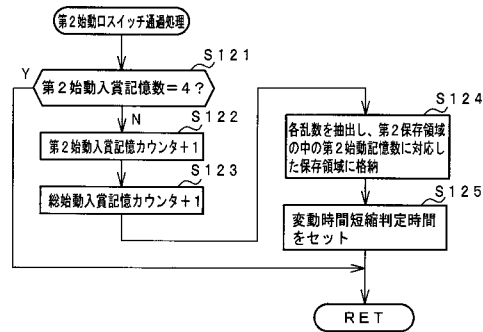 第２始動口スイッチ通過処理
Ｓ１２１
Ｙ
第２始動入賞記憶数＝４？
Ｎ
Ｓ１２２
第２始動入賞記憶カウンタ＋１
Ｓ１２３
総始動入賞記憶カウンタ＋１
Ｓ１２４
各乱数を抽出し、第２保存領域
の中の第２始動記憶数に対応し
た保存領域に格納
Ｓ１２５
変動時間短縮判定時間
をセット
ＲＥＴ